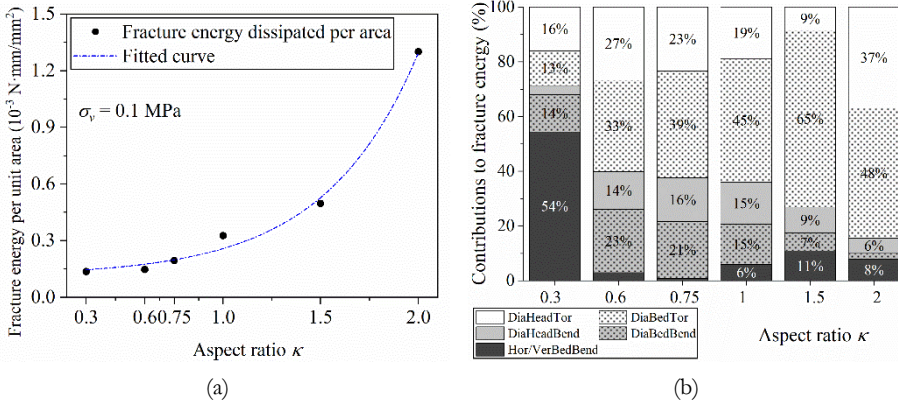 (a)
1.5
1.2
0.9
0.6
0.3
0.0
Fracture energy per unit area (10⁻³ N·mm/mm²)
Fracture energy dissipated per area
Fitted curve
σᵥ = 0.1 MPa
0.3 0.6 0.75 1.0 1.5 2.0
Aspect ratio κ
(a)
(b)
100
80
60
40
20
0
Contributions to fracture energy (%)
16% 27% 23% 19% 9% 37%
13% 33% 39% 45% 65% 48%
14% 16% 15% 9% 6%
14% 23% 21% 15% 7%
54% 6% 11% 8%
0.3 0.6 0.75 1 1.5 2
DiaHeadTor DiaBedTor
DiaHeadBend DiaBedBend
Hor/VerBedBend
Aspect ratio κ
(b)